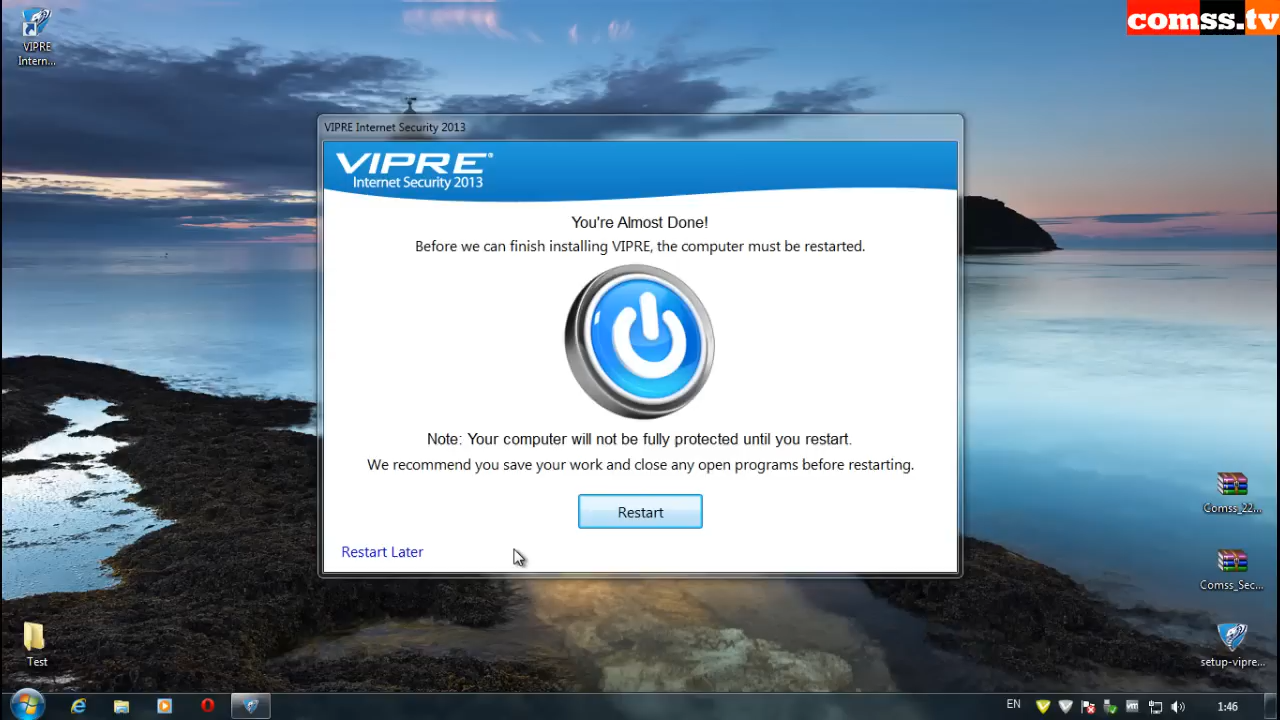 comss.tv
VIPRE
Intern...
VIPRE Internet Security 2013
VIPRE®
Internet Security 2013
You're Almost Done!
Before we can finish installing VIPRE, the computer must be restarted.
Note: Your computer will not be fully protected until you restart.
We recommend you save your work and close any open programs before restarting.
Restart
Restart Later
Comss_22...
Comss_Sec...
Test
setup-vipre...
EN
1:46